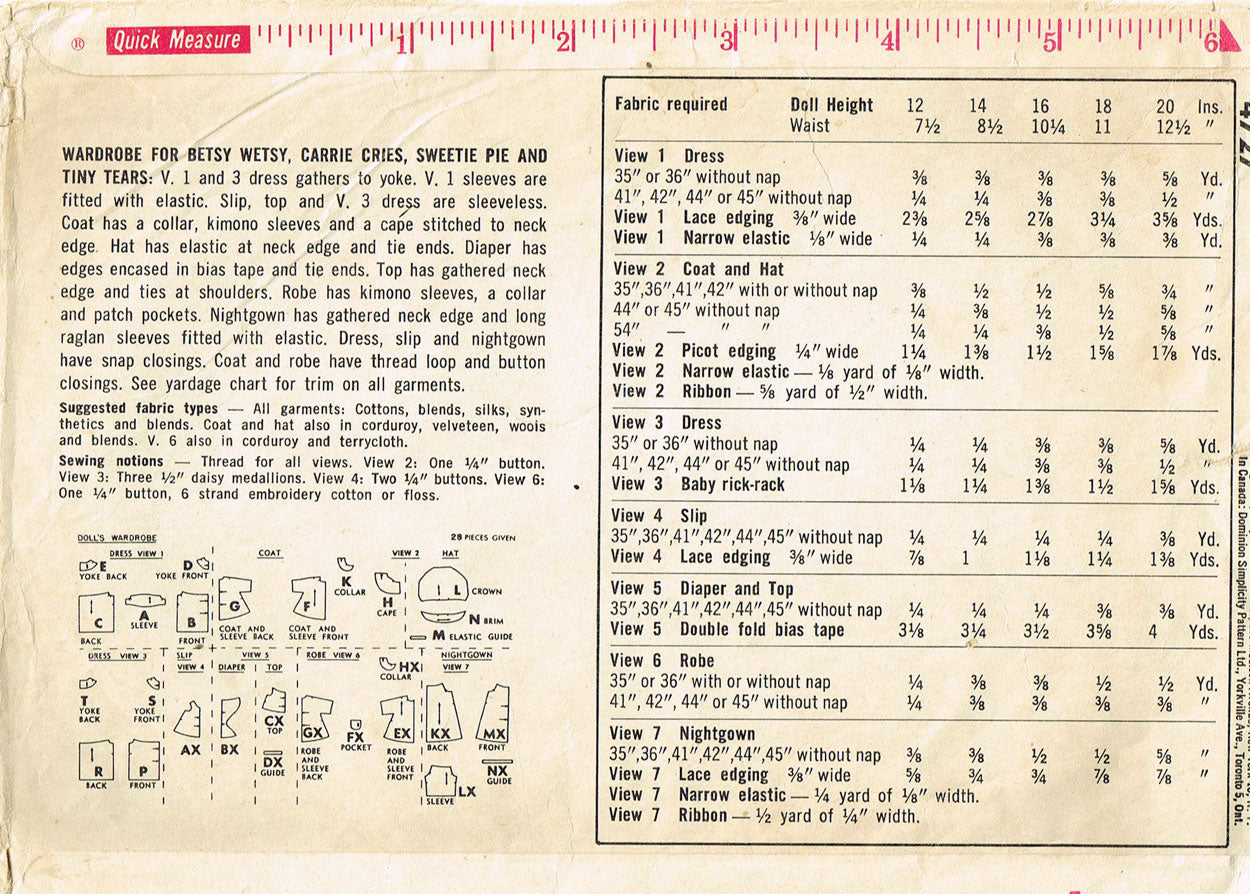 ® Quick Measure 1 2 3 4 5 6
WARDROBE FOR BETSY WETSY, CARRIE CRIES, SWEETIE PIE AND
TINY TEARS: V. 1 and 3 dress gathers to yoke. V. 1 sleeves are
fitted with elastic. Slip, top and V. 3 dress are sleeveless.
Coat has a collar, kimono sleeves and a cape stitched to neck
edge. Hat has elastic at neck edge and tie ends. Diaper has
edges encased in bias tape and tie ends. Top has gathered neck
edge and ties at shoulders. Robe has kimono sleeves, a collar
and patch pockets. Nightgown has gathered neck edge and long
raglan sleeves fitted with elastic. Dress, slip and nightgown
have snap closings. Coat and robe have thread loop and button
closings. See yardage chart for trim on all garments.
Suggested fabric types — All garments: Cottons, blends, silks, syn-
thetics and blends. Coat and hat also in corduroy, velveteen, wools
and blends. V. 6 also in corduroy and terrycloth.
Sewing notions — Thread for all views. View 2: One ¼" button.
View 3: Three ½" daisy medallions. View 4: Two ¼" buttons. View 6:
One ¼" button, 6 strand embroidery cotton or floss.
DOLL'S WARDROBE 28 PIECES GIVEN
DRESS VIEW 1 COAT VIEW 2 HAT
E YOKE BACK
D YOKE FRONT
C BACK
A SLEEVE
B FRONT
G COAT AND SLEEVE BACK
F COAT AND SLEEVE FRONT
K COLLAR
H CAPE
L CROWN
N BRIM
M ELASTIC GUIDE
DRESS VIEW 3 SLIP VIEW 4 VIEW 5 DIAPER TOP ROBE VIEW 6 NIGHTGOWN VIEW 7
T YOKE BACK
S YOKE FRONT
R BACK
P FRONT
AX
BX
CX TOP
DX GUIDE
GX ROBE AND SLEEVE BACK
FX POCKET
HX COLLAR
EX ROBE AND SLEEVE FRONT
KX BACK
MX FRONT
LX SLEEVE
NX GUIDE
Fabric required Doll Height 12 14 16 18 20 Ins.
Waist 7½ 8½ 10¼ 11 12½ "
View 1 Dress
35" or 36" without nap ⅜ ⅜ ⅜ ⅜ ⅝ Yd.
41", 42", 44" or 45" without nap ¼ ¼ ⅜ ⅜ ½ "
View 1 Lace edging ⅜" wide 2⅜ 2⅝ 2⅞ 3¼ 3⅝ Yds.
View 1 Narrow elastic ⅛" wide ¼ ¼ ⅜ ⅜ ⅜ Yd.
View 2 Coat and Hat
35",36",41",42" with or without nap ⅜ ½ ½ ⅝ ¾ "
44" or 45" without nap ¼ ⅜ ½ ½ ⅝ "
54" — " " ¼ ¼ ⅜ ½ ⅝ "
View 2 Picot edging ¼" wide 1¼ 1⅜ 1½ 1⅝ 1⅞ Yds.
View 2 Narrow elastic — ⅛ yard of ⅛" width.
View 2 Ribbon — ⅝ yard of ½" width.
View 3 Dress
35" or 36" without nap ¼ ¼ ⅜ ⅜ ⅝ Yd.
41", 42", 44" or 45" without nap ¼ ¼ ⅜ ⅜ ½ "
View 3 Baby rick-rack 1⅛ 1¼ 1⅜ 1½ 1⅝ Yds.
View 4 Slip
35",36",41",42",44",45" without nap ¼ ¼ ¼ ¼ ⅜ Yd.
View 4 Lace edging ⅜" wide ⅞ 1 1⅛ 1¼ 1⅜ Yds.
View 5 Diaper and Top
35",36",41",42",44",45" without nap ¼ ¼ ¼ ⅜ ⅜ Yd.
View 5 Double fold bias tape 3⅛ 3¼ 3½ 3⅝ 4 Yds.
View 6 Robe
35" or 36" with or without nap ¼ ⅜ ⅜ ½ ½ Yd.
41", 42", 44" or 45" without nap ¼ ⅜ ⅜ ⅜ ⅜ "
View 7 Nightgown
35",36",41",42",44",45" without nap ⅜ ⅜ ½ ½ ⅝ "
View 7 Lace edging ⅜" wide ⅝ ¾ ¾ ⅞ ⅞ "
View 7 Narrow elastic — ¼ yard of ⅛" width.
View 7 Ribbon — ½ yard of ¼" width.
4727
In Canada: Dominion Simplicity Pattern Ltd., Yorkville Ave., Toronto 5, Ont.